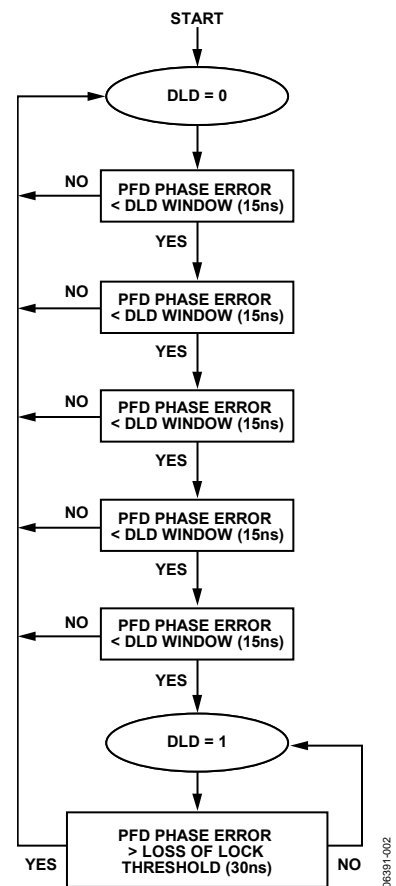 START
DLD = 0
NO
PFD PHASE ERROR
< DLD WINDOW (15ns)
YES
NO
PFD PHASE ERROR
< DLD WINDOW (15ns)
YES
NO
PFD PHASE ERROR
< DLD WINDOW (15ns)
YES
NO
PFD PHASE ERROR
< DLD WINDOW (15ns)
YES
NO
PFD PHASE ERROR
< DLD WINDOW (15ns)
YES
DLD = 1
PFD PHASE ERROR
> LOSS OF LOCK
THRESHOLD (30ns)
YES
NO
06391-002